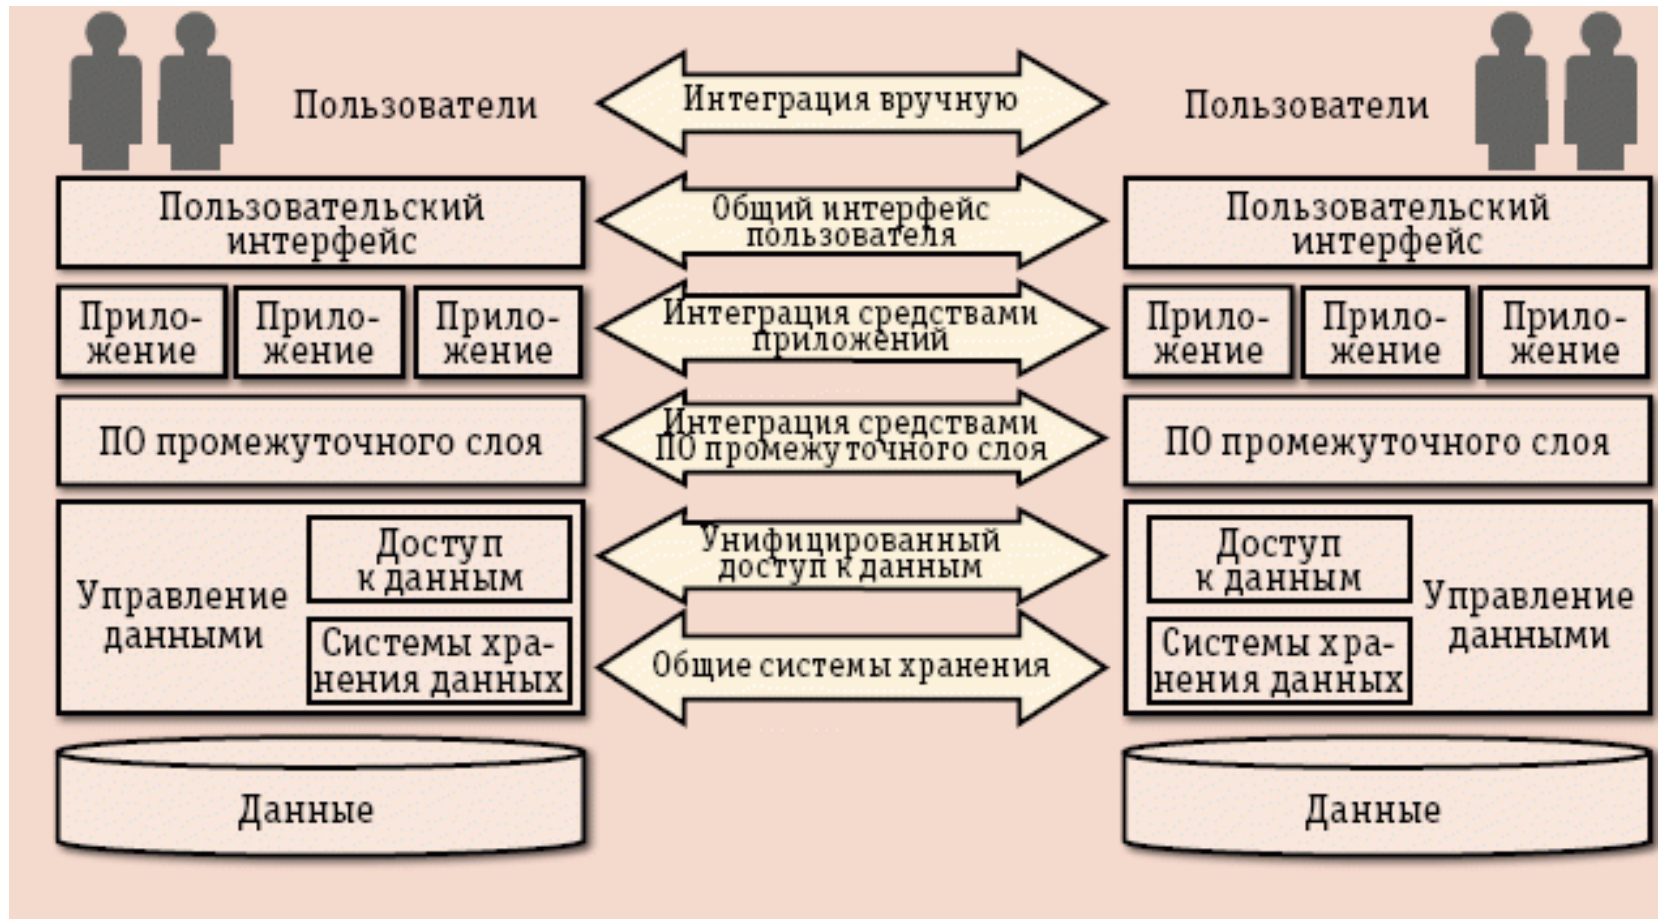 Пользователи
Интеграция вручную
Пользователи
Пользовательский
интерфейс
Общий интерфейс
пользователя
Пользовательский
интерфейс
Прило-
жение
Прило-
жение
Прило-
жение
Интеграция средствами
приложений
Прило-
жение
Прило-
жение
Прило-
жение
ПО промежуточного слоя
Интеграция средствами
ПО промежуточного слоя
ПО промежуточного слоя
Управление
данными
Доступ
к данным
Системы хра-
нения данных
Унифицированный
доступ к данным
Общие системы хранения
Доступ
к данным
Системы хра-
нения данных
Управление
данными
Данные
Данные